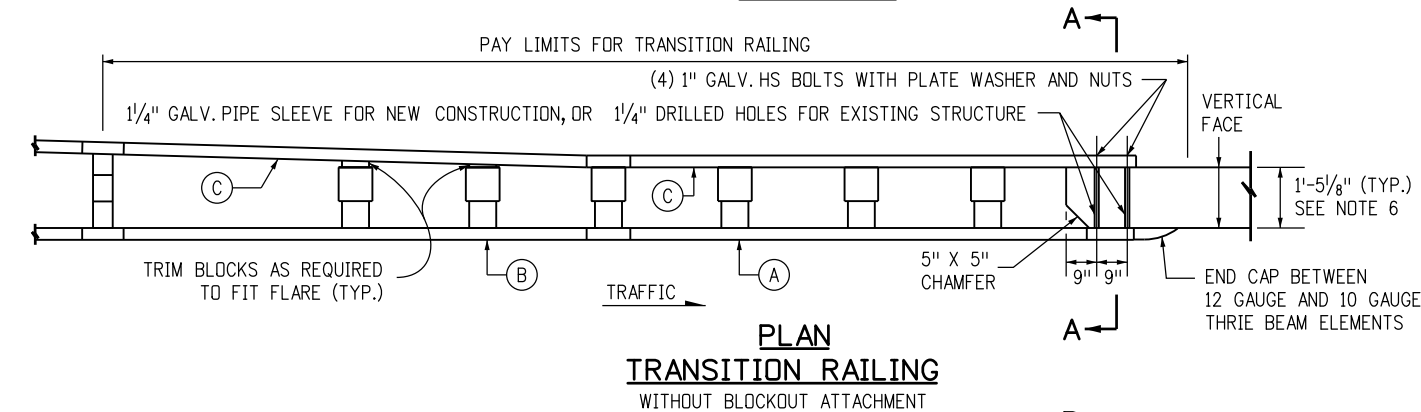 A
PAY LIMITS FOR TRANSITION RAILING
(4) 1" GALV. HS BOLTS WITH PLATE WASHER AND NUTS
1¼" GALV. PIPE SLEEVE FOR NEW CONSTRUCTION, OR 1¼" DRILLED HOLES FOR EXISTING STRUCTURE
VERTICAL
FACE
C
C
1'-5⅛" (TYP.)
SEE NOTE 6
TRIM BLOCKS AS REQUIRED
TO FIT FLARE (TYP.)
B
A
5" X 5"
CHAMFER
9" 9"
END CAP BETWEEN
12 GAUGE AND 10 GAUGE
THRIE BEAM ELEMENTS
TRAFFIC
A
PLAN
TRANSITION RAILING
WITHOUT BLOCKOUT ATTACHMENT